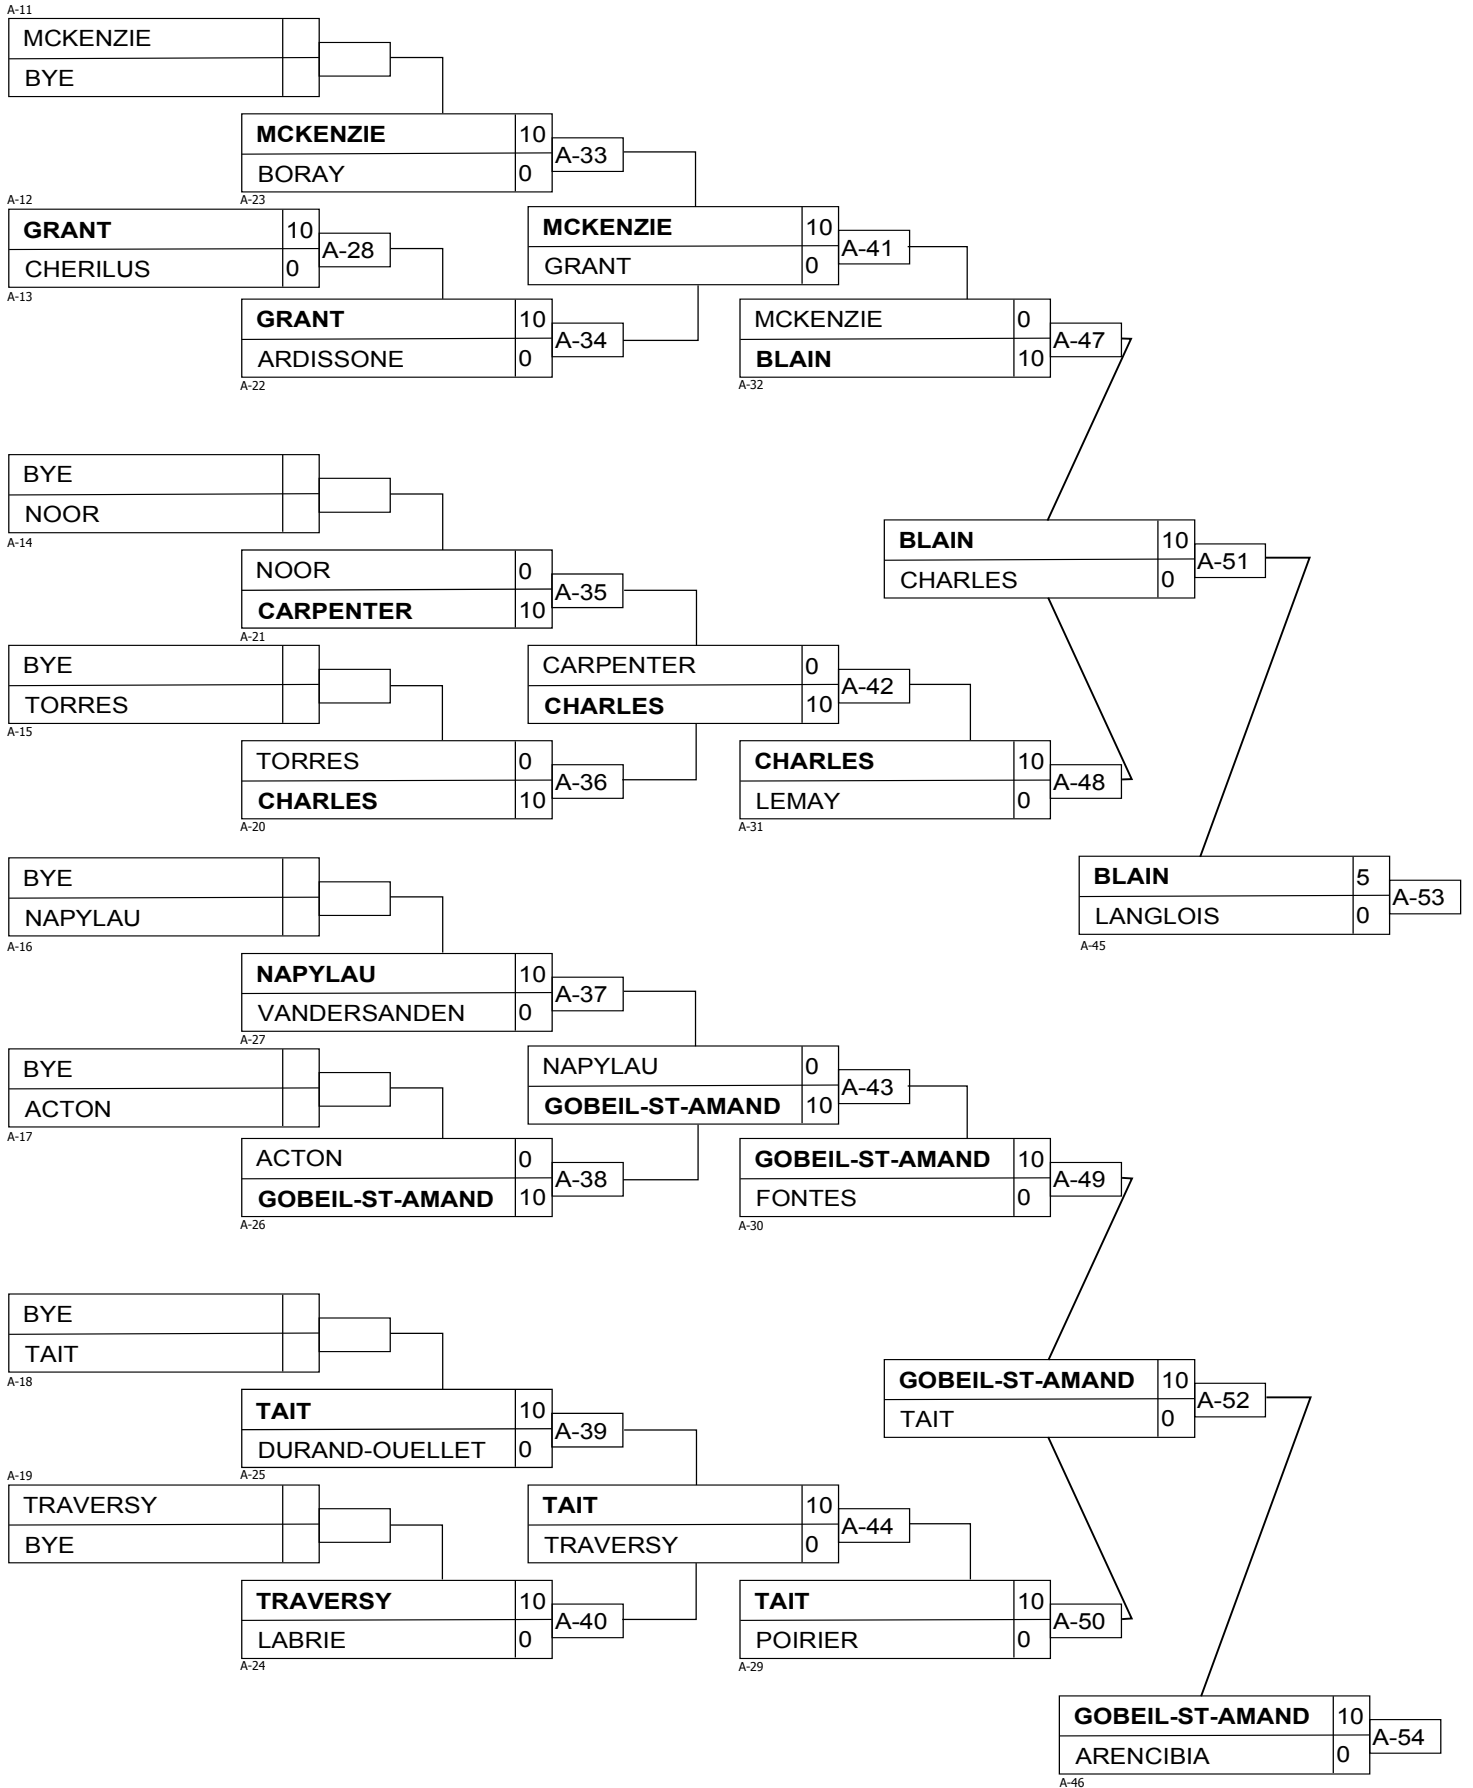 A-11
MCKENZIE
BYE
MCKENZIE 10
BORAY 0
A-33
A-23
A-12
GRANT 10
CHERILUS 0
A-28
A-13
MCKENZIE 10
GRANT 0
A-41
GRANT 10
ARDISSONE 0
A-34
A-22
MCKENZIE 0
BLAIN 10
A-47
A-32
BYE
NOOR
A-14
BLAIN 10
CHARLES 0
A-51
NOOR 0
CARPENTER 10
A-35
A-21
BYE
TORRES
A-15
CARPENTER 0
CHARLES 10
A-42
TORRES 0
CHARLES 10
A-36
A-20
CHARLES 10
LEMAY 0
A-48
A-31
BYE
NAPYLAU
A-16
BLAIN 5
LANGLOIS 0
A-53
A-45
NAPYLAU 10
VANDERSANDEN 0
A-37
A-27
BYE
ACTON
A-17
NAPYLAU 0
GOBEIL-ST-AMAND 10
A-43
ACTON 0
GOBEIL-ST-AMAND 10
A-38
A-26
GOBEIL-ST-AMAND 10
FONTES 0
A-49
A-30
BYE
TAIT
A-18
GOBEIL-ST-AMAND 10
TAIT 0
A-52
TAIT 10
DURAND-OUELLET 0
A-39
A-25
A-19
TRAVERSY
BYE
TAIT 10
TRAVERSY 0
A-44
TRAVERSY 10
LABRIE 0
A-40
A-24
TAIT 10
POIRIER 0
A-50
A-29
GOBEIL-ST-AMAND 10
ARENCIBIA 0
A-54
A-46